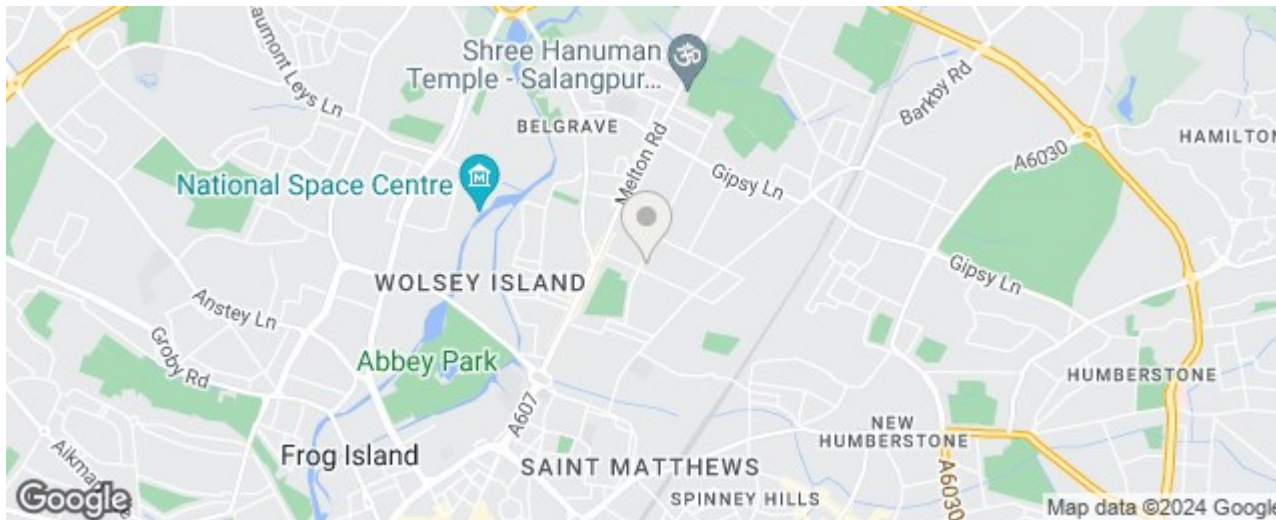 Shree Hanuman
Temple - Salangpur...
Beaumont Leys Ln
BELGRAVE
Melton Rd
Barkby Rd
HAMILTON
A6030
Gipsy Ln
National Space Centre
WOLSEY ISLAND
Gipsy Ln
Anstey Ln
Groby Rd
Abbey Park
HUMBERSTONE
A607
NEW
HUMBERSTONE
Frog Island
SAINT MATTHEWS
A6030
SPINNEY HILLS
Google
Map data ©2024 Google